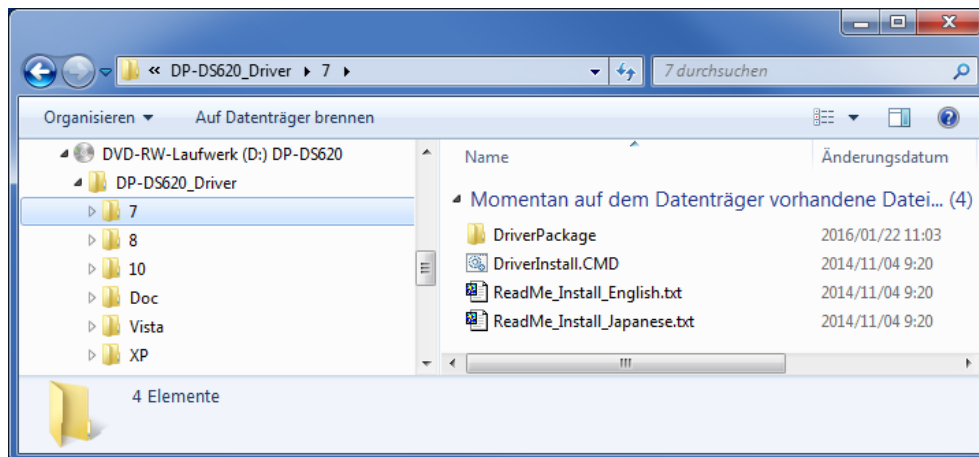 « DP-DS620_Driver ▸ 7 ▸
7 durchsuchen
Organisieren ▼ Auf Datenträger brennen
DVD-RW-Laufwerk (D:) DP-DS620
DP-DS620_Driver
7
8
10
Doc
Vista
XP
Name Änderungsdatum
Momentan auf dem Datenträger vorhandene Datei... (4)
DriverPackage 2016/01/22 11:03
DriverInstall.CMD 2014/11/04 9:20
ReadMe_Install_English.txt 2014/11/04 9:20
ReadMe_Install_Japanese.txt 2014/11/04 9:20
4 Elemente